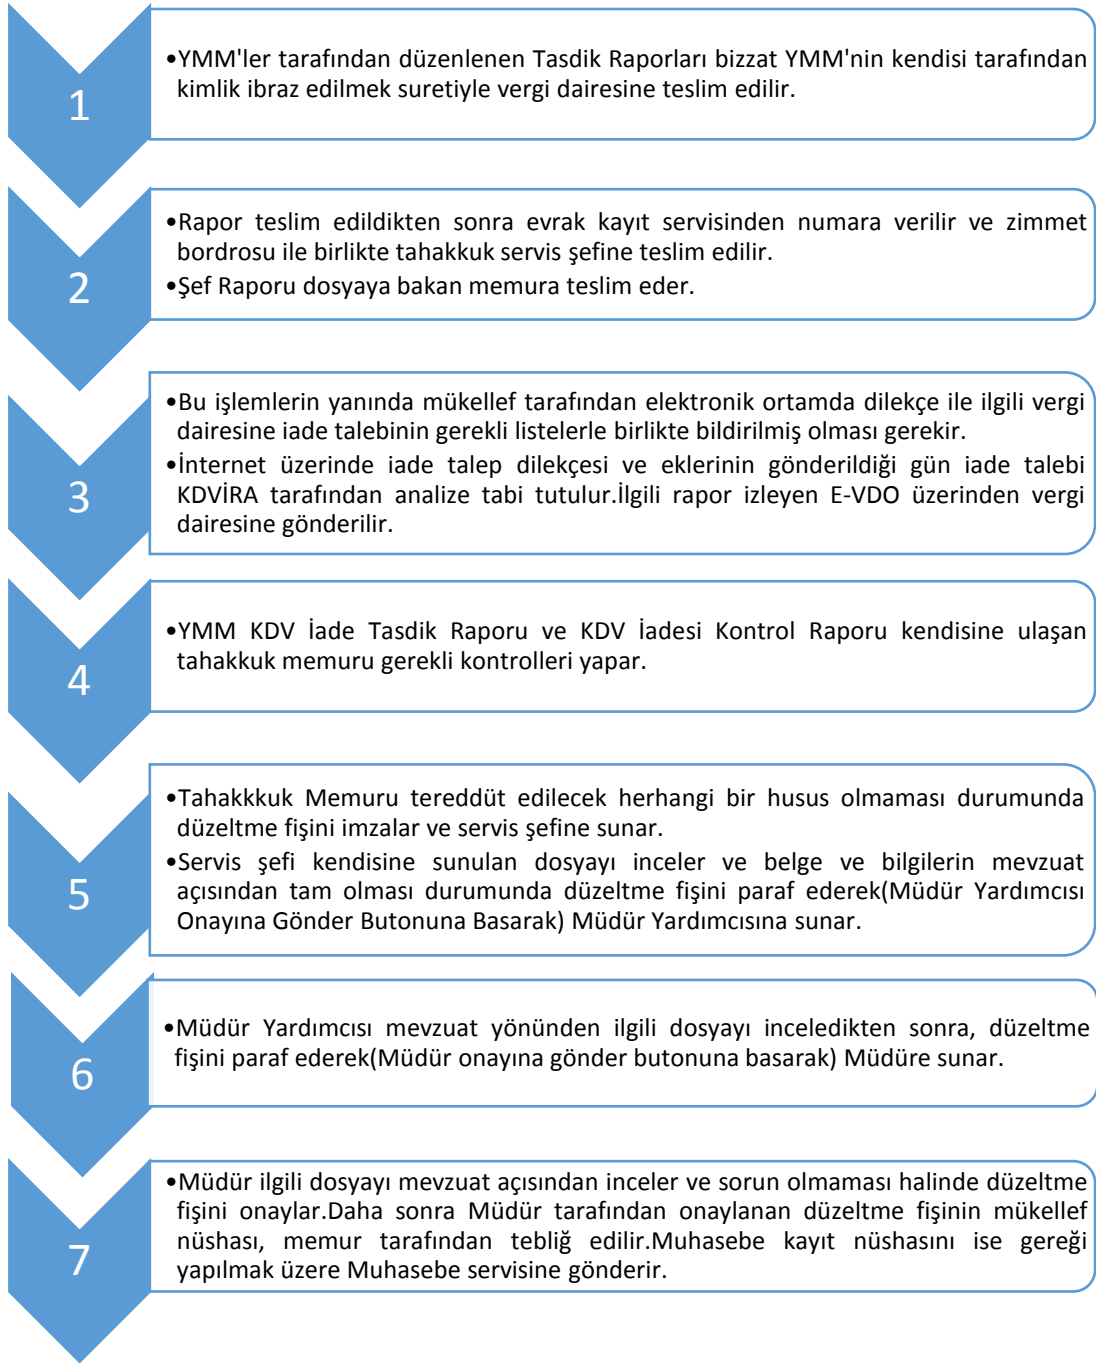 1
•YMM'ler tarafından düzenlenen Tasdik Raporları bizzat YMM'nin kendisi tarafından
kimlik ibraz edilmek suretiyle vergi dairesine teslim edilir.
2
•Rapor teslim edildikten sonra evrak kayıt servisinden numara verilir ve zimmet
bordrosu ile birlikte tahakkuk servis şefine teslim edilir.
•Şef Raporu dosyaya bakan memura teslim eder.
3
•Bu işlemlerin yanında mükellef tarafından elektronik ortamda dilekçe ile ilgili vergi
dairesine iade talebinin gerekli listelerle birlikte bildirilmiş olması gerekir.
•İnternet üzerinde iade talep dilekçesi ve eklerinin gönderildiği gün iade talebi
KDVİRA tarafından analize tabi tutulur.İlgili rapor izleyen E-VDO üzerinden vergi
dairesine gönderilir.
4
•YMM KDV İade Tasdik Raporu ve KDV İadesi Kontrol Raporu kendisine ulaşan
tahakkuk memuru gerekli kontrolleri yapar.
5
•Tahakkkuk Memuru tereddüt edilecek herhangi bir husus olmaması durumunda
düzeltme fişini imzalar ve servis şefine sunar.
•Servis şefi kendisine sunulan dosyayı inceler ve belge ve bilgilerin mevzuat
açısından tam olması durumunda düzeltme fişini paraf ederek(Müdür Yardımcısı
Onayına Gönder Butonuna Basarak) Müdür Yardımcısına sunar.
6
•Müdür Yardımcısı mevzuat yönünden ilgili dosyayı inceledikten sonra, düzeltme
fişini paraf ederek(Müdür onayına gönder butonuna basarak) Müdüre sunar.
7
•Müdür ilgili dosyayı mevzuat açısından inceler ve sorun olmaması halinde düzeltme
fişini onaylar.Daha sonra Müdür tarafından onaylanan düzeltme fişinin mükellef
nüshası, memur tarafından tebliğ edilir.Muhasebe kayıt nüshasını ise gereği
yapılmak üzere Muhasebe servisine gönderir.